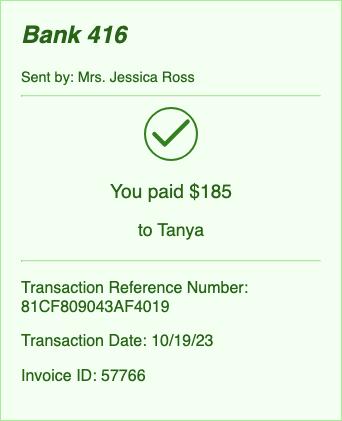 Bank 416
Sent by: Mrs. Jessica Ross
You paid $185
to Tanya
Transaction Reference Number:
81CF809043AF4019
Transaction Date: 10/19/23
Invoice ID: 57766